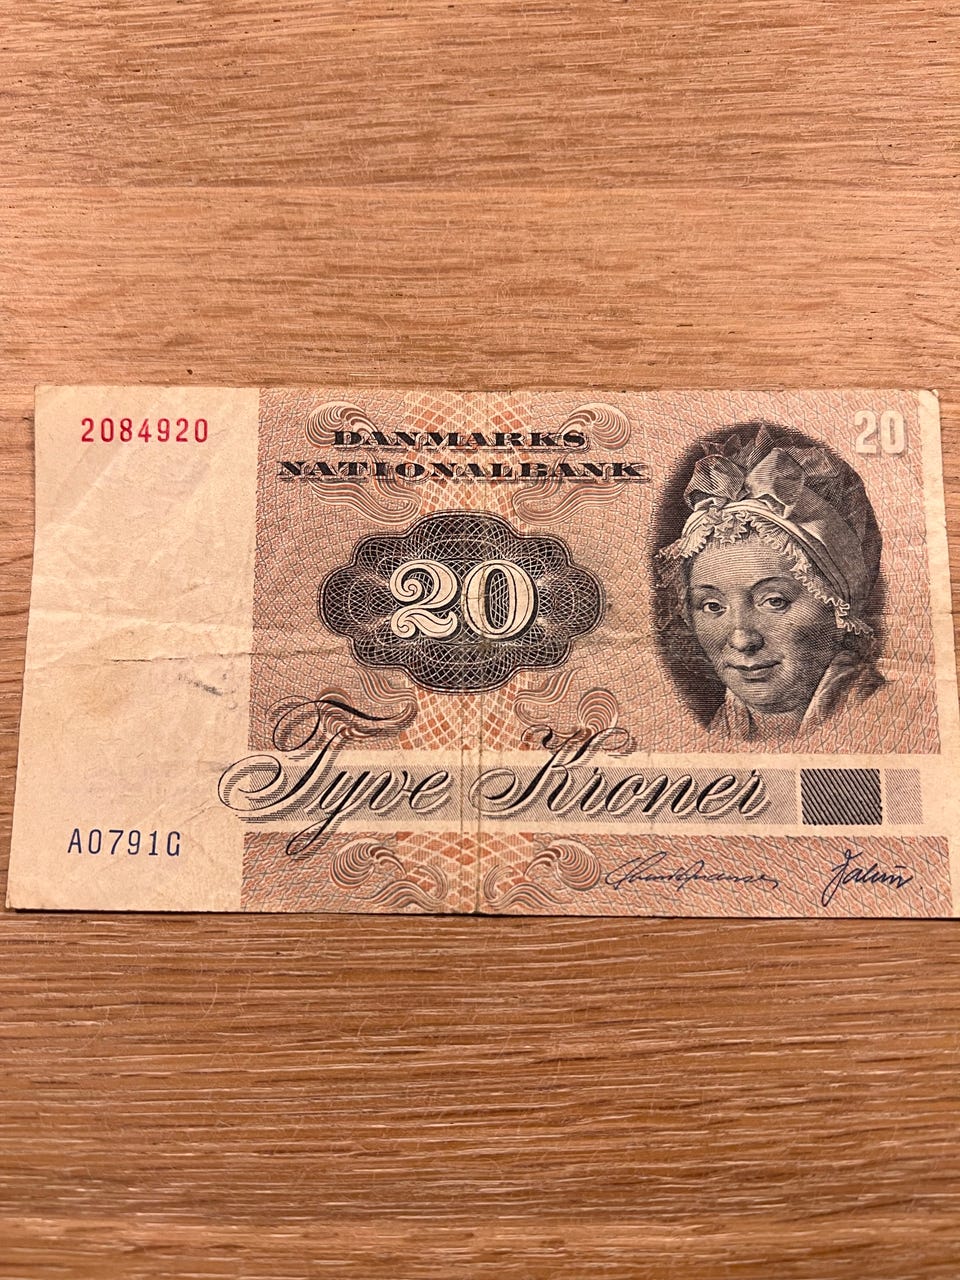 2084920
DANMARKS
NATIONALBANK
20
20
Tyve Kroner
A0791G